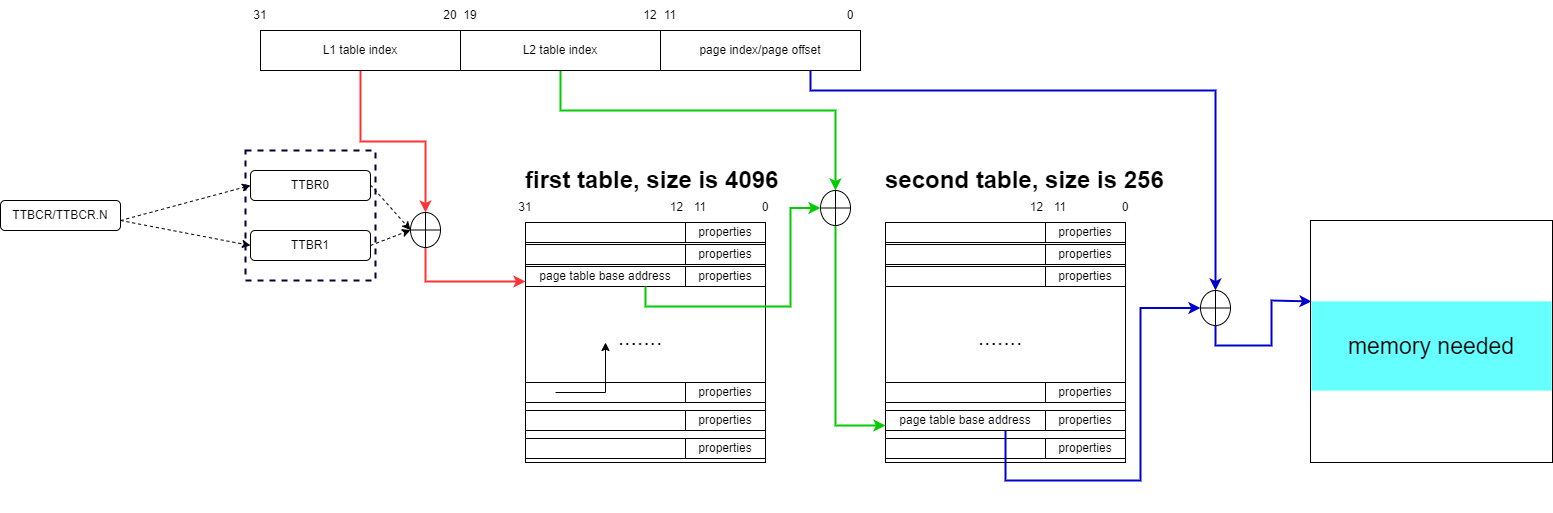 31 20 19 12 11 0
L1 table index L2 table index page index/page offset
first table, size is 4096 second table, size is 256
TTBCR/TTBCR.N
TTBR0
TTBR1
31 12 11 0
properties
properties
page table base address properties
.......
properties
properties
properties
12 11 0
properties
properties
properties
.......
properties
page table base address properties
properties
memory needed